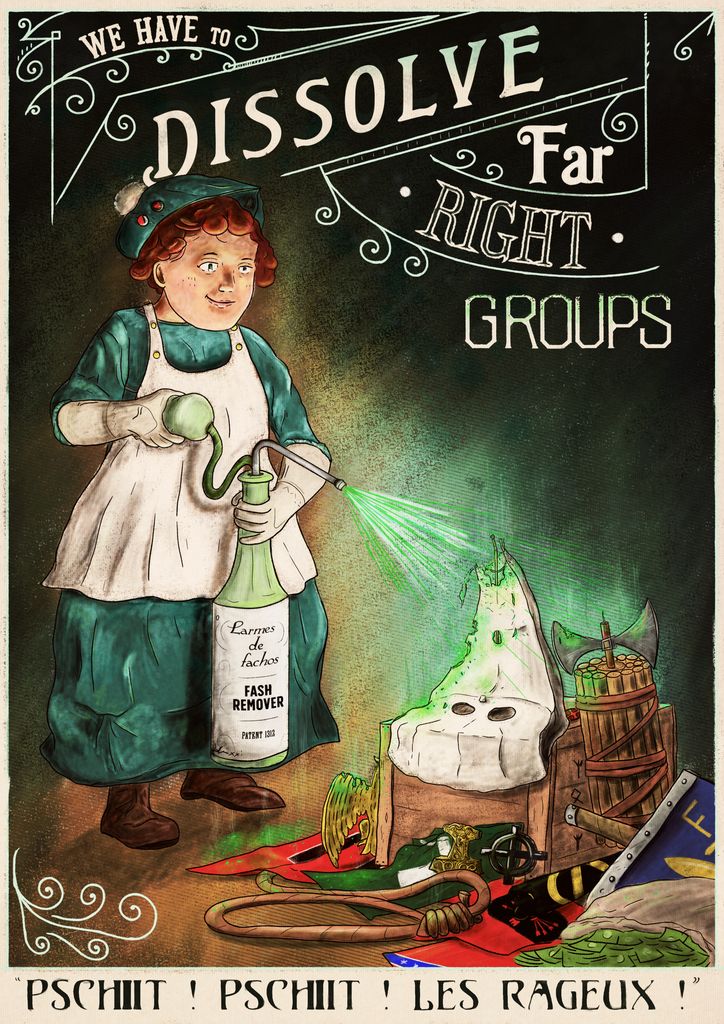 WE HAVE TO
DISSOLVE
Far
RIGHT
GROUPS
Larmes
de
fachos
FASH
REMOVER
PATENT 1312
F
"PSCHIIT ! PSCHIIT ! LES RAGEUX !"